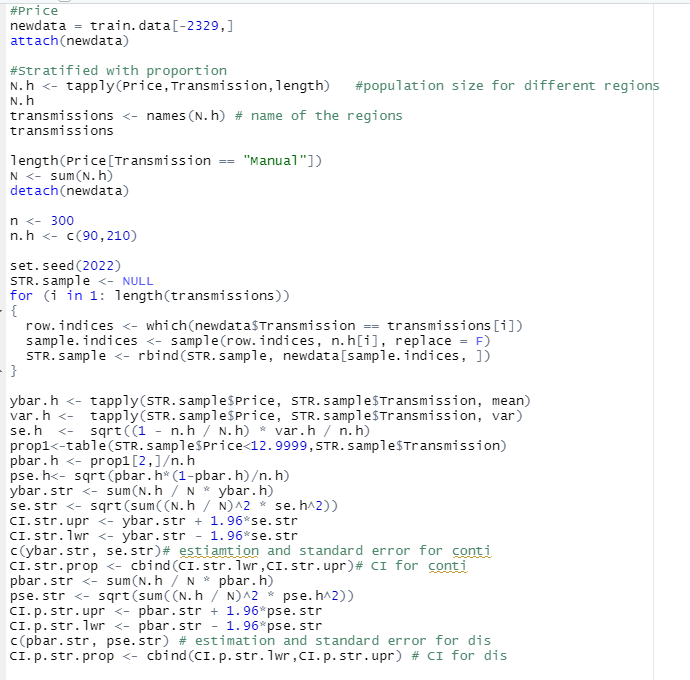 #Price
newdata = train.data[-2329,]
attach(newdata)
#Stratified with proportion
N.h <- tapply(Price,Transmission,length)   #population size for different regions
N.h
transmissions <- names(N.h) # name of the regions
transmissions
length(Price[Transmission == "Manual"])
N <- sum(N.h)
detach(newdata)
n <- 300
n.h <- c(90,210)
set.seed(2022)
STR.sample <- NULL
for (i in 1: length(transmissions))
{
  row.indices <- which(newdata$Transmission == transmissions[i])
  sample.indices <- sample(row.indices, n.h[i], replace = F)
  STR.sample <- rbind(STR.sample, newdata[sample.indices, ])
}
ybar.h <- tapply(STR.sample$Price, STR.sample$Transmission, mean)
var.h <-  tapply(STR.sample$Price, STR.sample$Transmission, var)
se.h  <-  sqrt((1 - n.h / N.h) * var.h / n.h)
prop1<-table(STR.sample$Price<12.9999,STR.sample$Transmission)
pbar.h <- prop1[2,]/n.h
pse.h<- sqrt(pbar.h*(1-pbar.h)/n.h)
ybar.str <- sum(N.h / N * ybar.h)
se.str <- sqrt(sum((N.h / N)^2 * se.h^2))
CI.str.upr <- ybar.str + 1.96*se.str
CI.str.lwr <- ybar.str - 1.96*se.str
c(ybar.str, se.str)# estiamtion and standard error for conti
CI.str.prop <- cbind(CI.str.lwr,CI.str.upr)# CI for conti
pbar.str <- sum(N.h / N * pbar.h)
pse.str <- sqrt(sum((N.h / N)^2 * pse.h^2))
CI.p.str.upr <- pbar.str + 1.96*pse.str
CI.p.str.lwr <- pbar.str - 1.96*pse.str
c(pbar.str, pse.str) # estimation and standard error for dis
CI.p.str.prop <- cbind(CI.p.str.lwr,CI.p.str.upr) # CI for dis